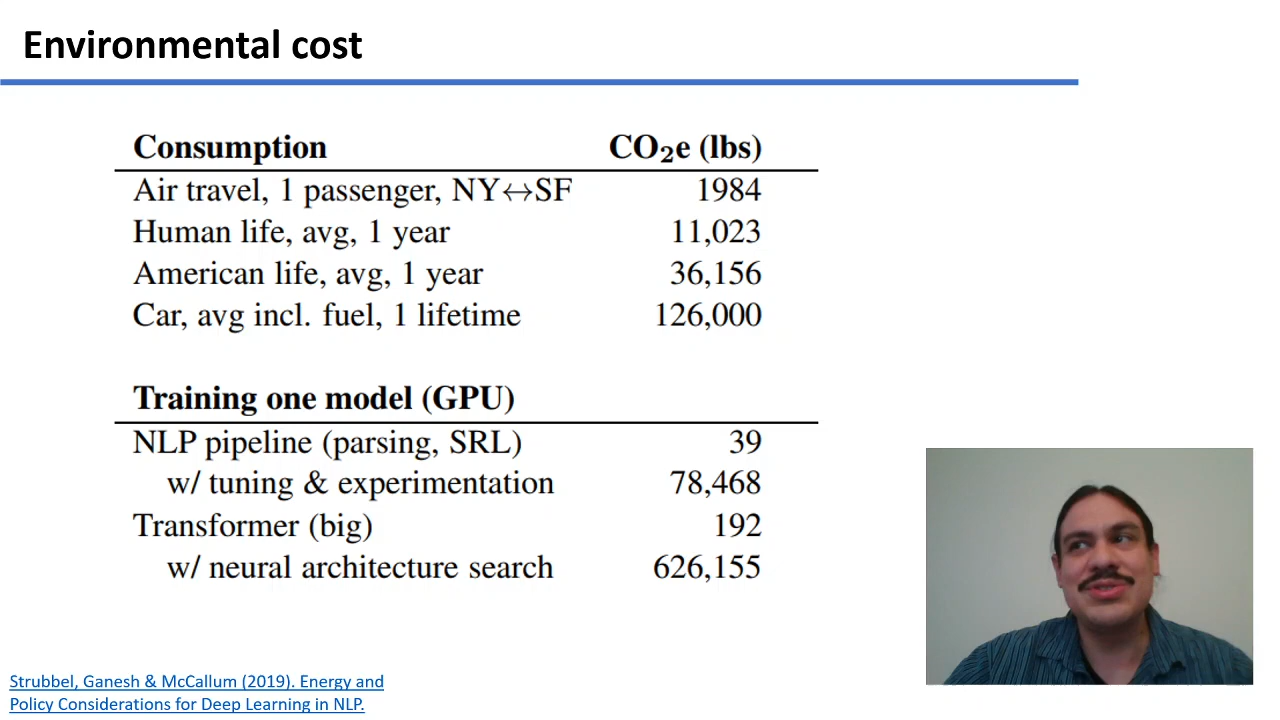 Environmental cost
Consumption CO₂e (lbs)
Air travel, 1 passenger, NY↔SF 1984
Human life, avg, 1 year 11,023
American life, avg, 1 year 36,156
Car, avg incl. fuel, 1 lifetime 126,000
Training one model (GPU)
NLP pipeline (parsing, SRL) 39
w/ tuning & experimentation 78,468
Transformer (big) 192
w/ neural architecture search 626,155
Strubbel, Ganesh & McCallum (2019). Energy and
Policy Considerations for Deep Learning in NLP.